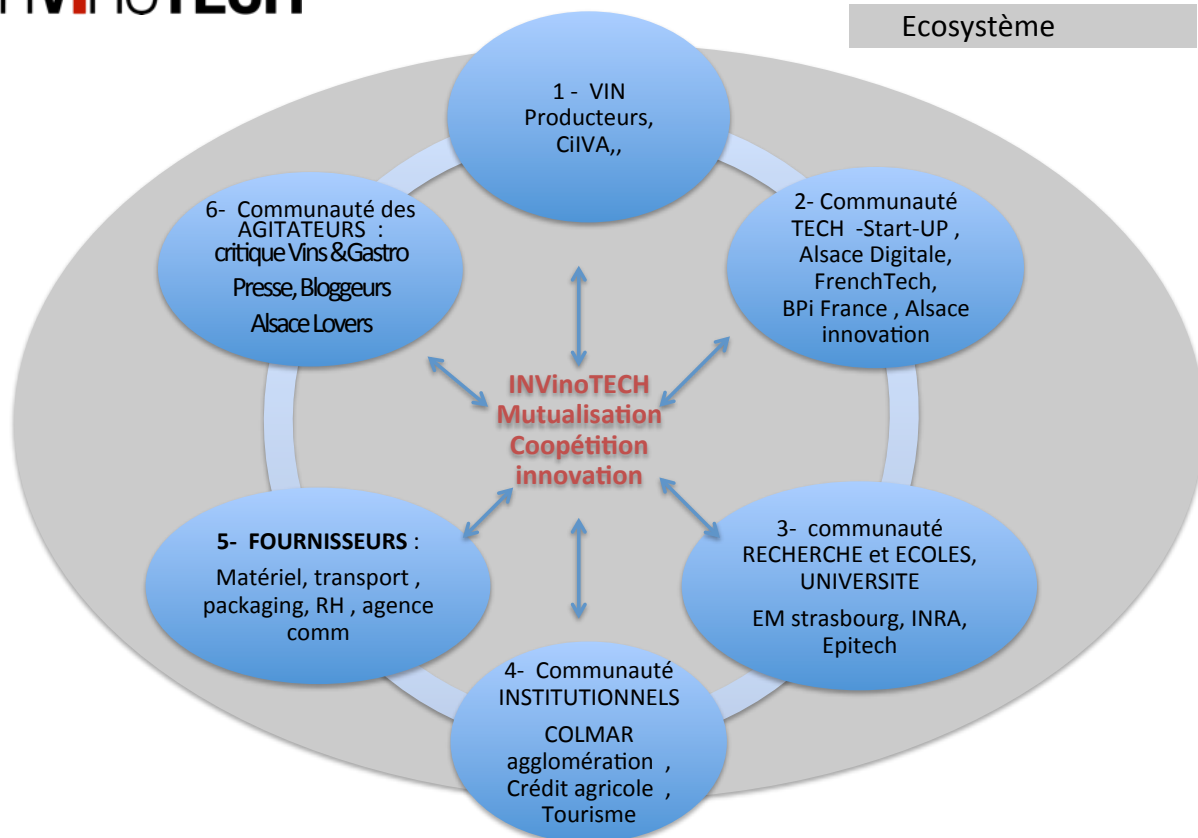 INVinoTECH
Ecosystème
1 - VIN
Producteurs,
CiIVA,,
2- Communauté
TECH -Start-UP ,
Alsace Digitale,
FrenchTech,
BPi France , Alsace
innovation
3- communauté
RECHERCHE et ECOLES,
UNIVERSITE
EM strasbourg, INRA,
Epitech
4- Communauté
INSTITUTIONNELS
COLMAR
agglomération ,
Crédit agricole ,
Tourisme
5- FOURNISSEURS :
Matériel, transport ,
packaging, RH , agence
comm
6- Communauté des
AGITATEURS :
critique Vins &Gastro
Presse, Bloggeurs
Alsace Lovers
INVinoTECH
Mutualisation
Coopétition
innovation